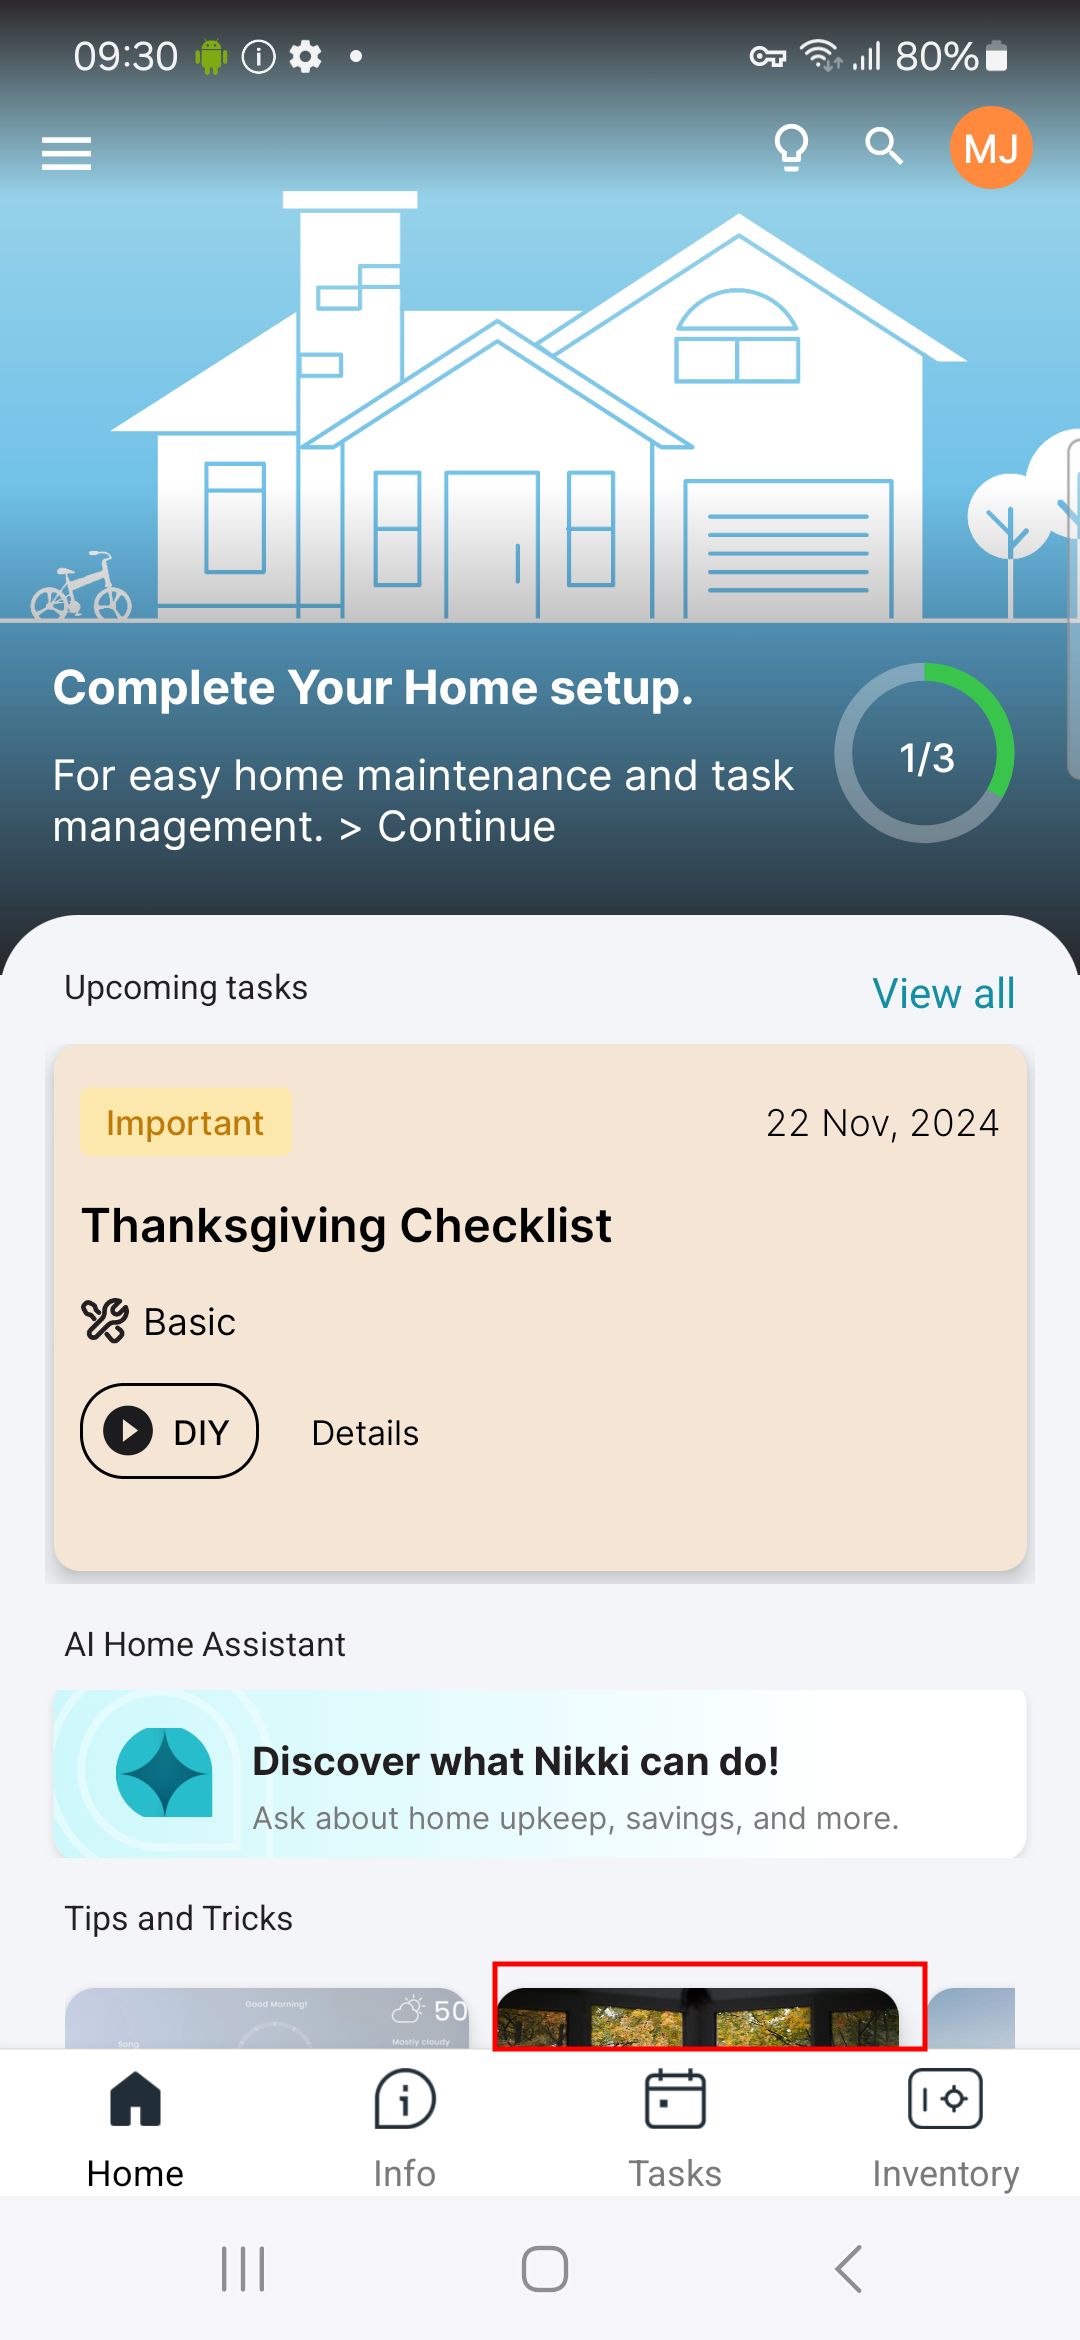 09:30
80%
MJ
Complete Your Home setup.
For easy home maintenance and task
management. > Continue
1/3
Upcoming tasks
View all
Important
22 Nov, 2024
Thanksgiving Checklist
Basic
DIY
Details
AI Home Assistant
Discover what Nikki can do!
Ask about home upkeep, savings, and more.
Tips and Tricks
Good Morning!
50
Song
Mostly cloudy
Home
Info
Tasks
Inventory